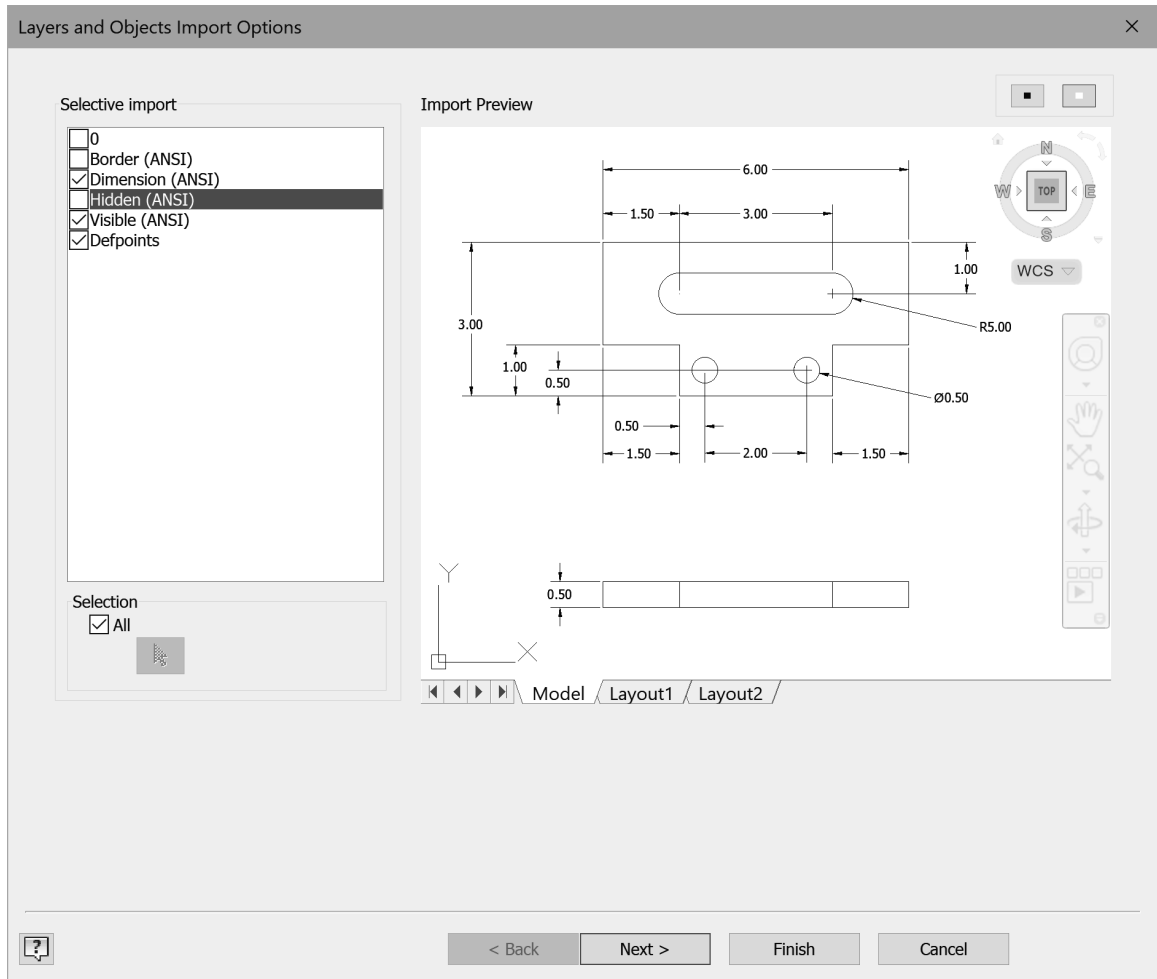 Layers and Objects Import Options
Selective import
0
Border (ANSI)
Dimension (ANSI)
Hidden (ANSI)
Visible (ANSI)
Defpoints
Selection
All
Import Preview
6.00
1.50
3.00
1.00
3.00
R5.00
1.00
0.50
Ø0.50
0.50
1.50
2.00
1.50
0.50
Y
X
N
W
TOP
E
S
WCS
Model
Layout1
Layout2
?
< Back
Next >
Finish
Cancel